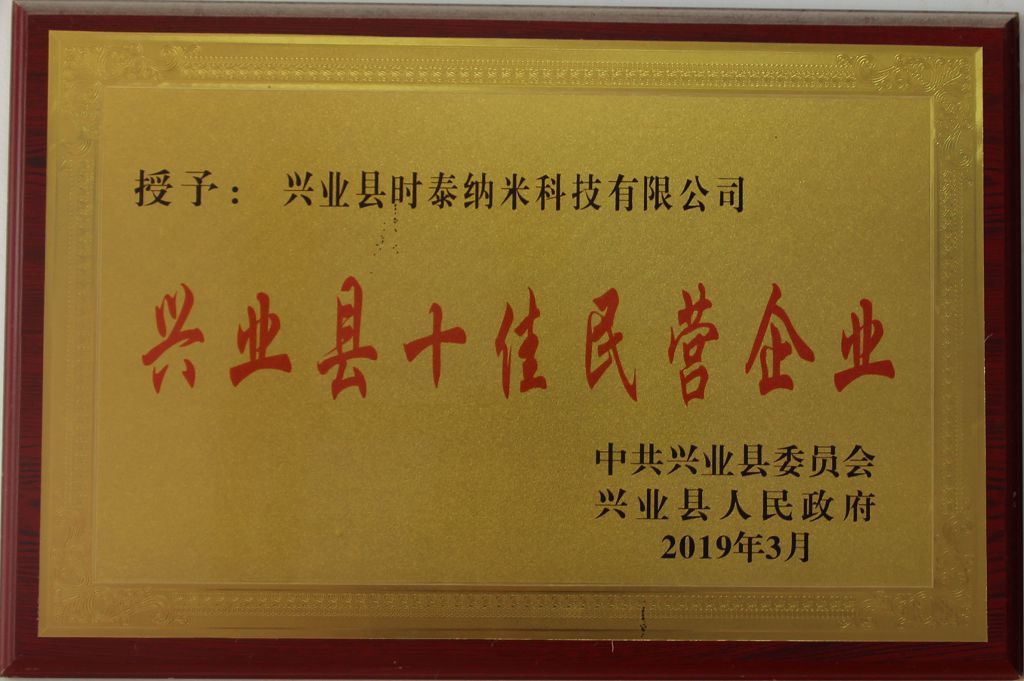 授予：兴业县时泰纳米科技有限公司
兴业县十佳民营企业
中共兴业县委员会
兴业县人民政府
2019年3月